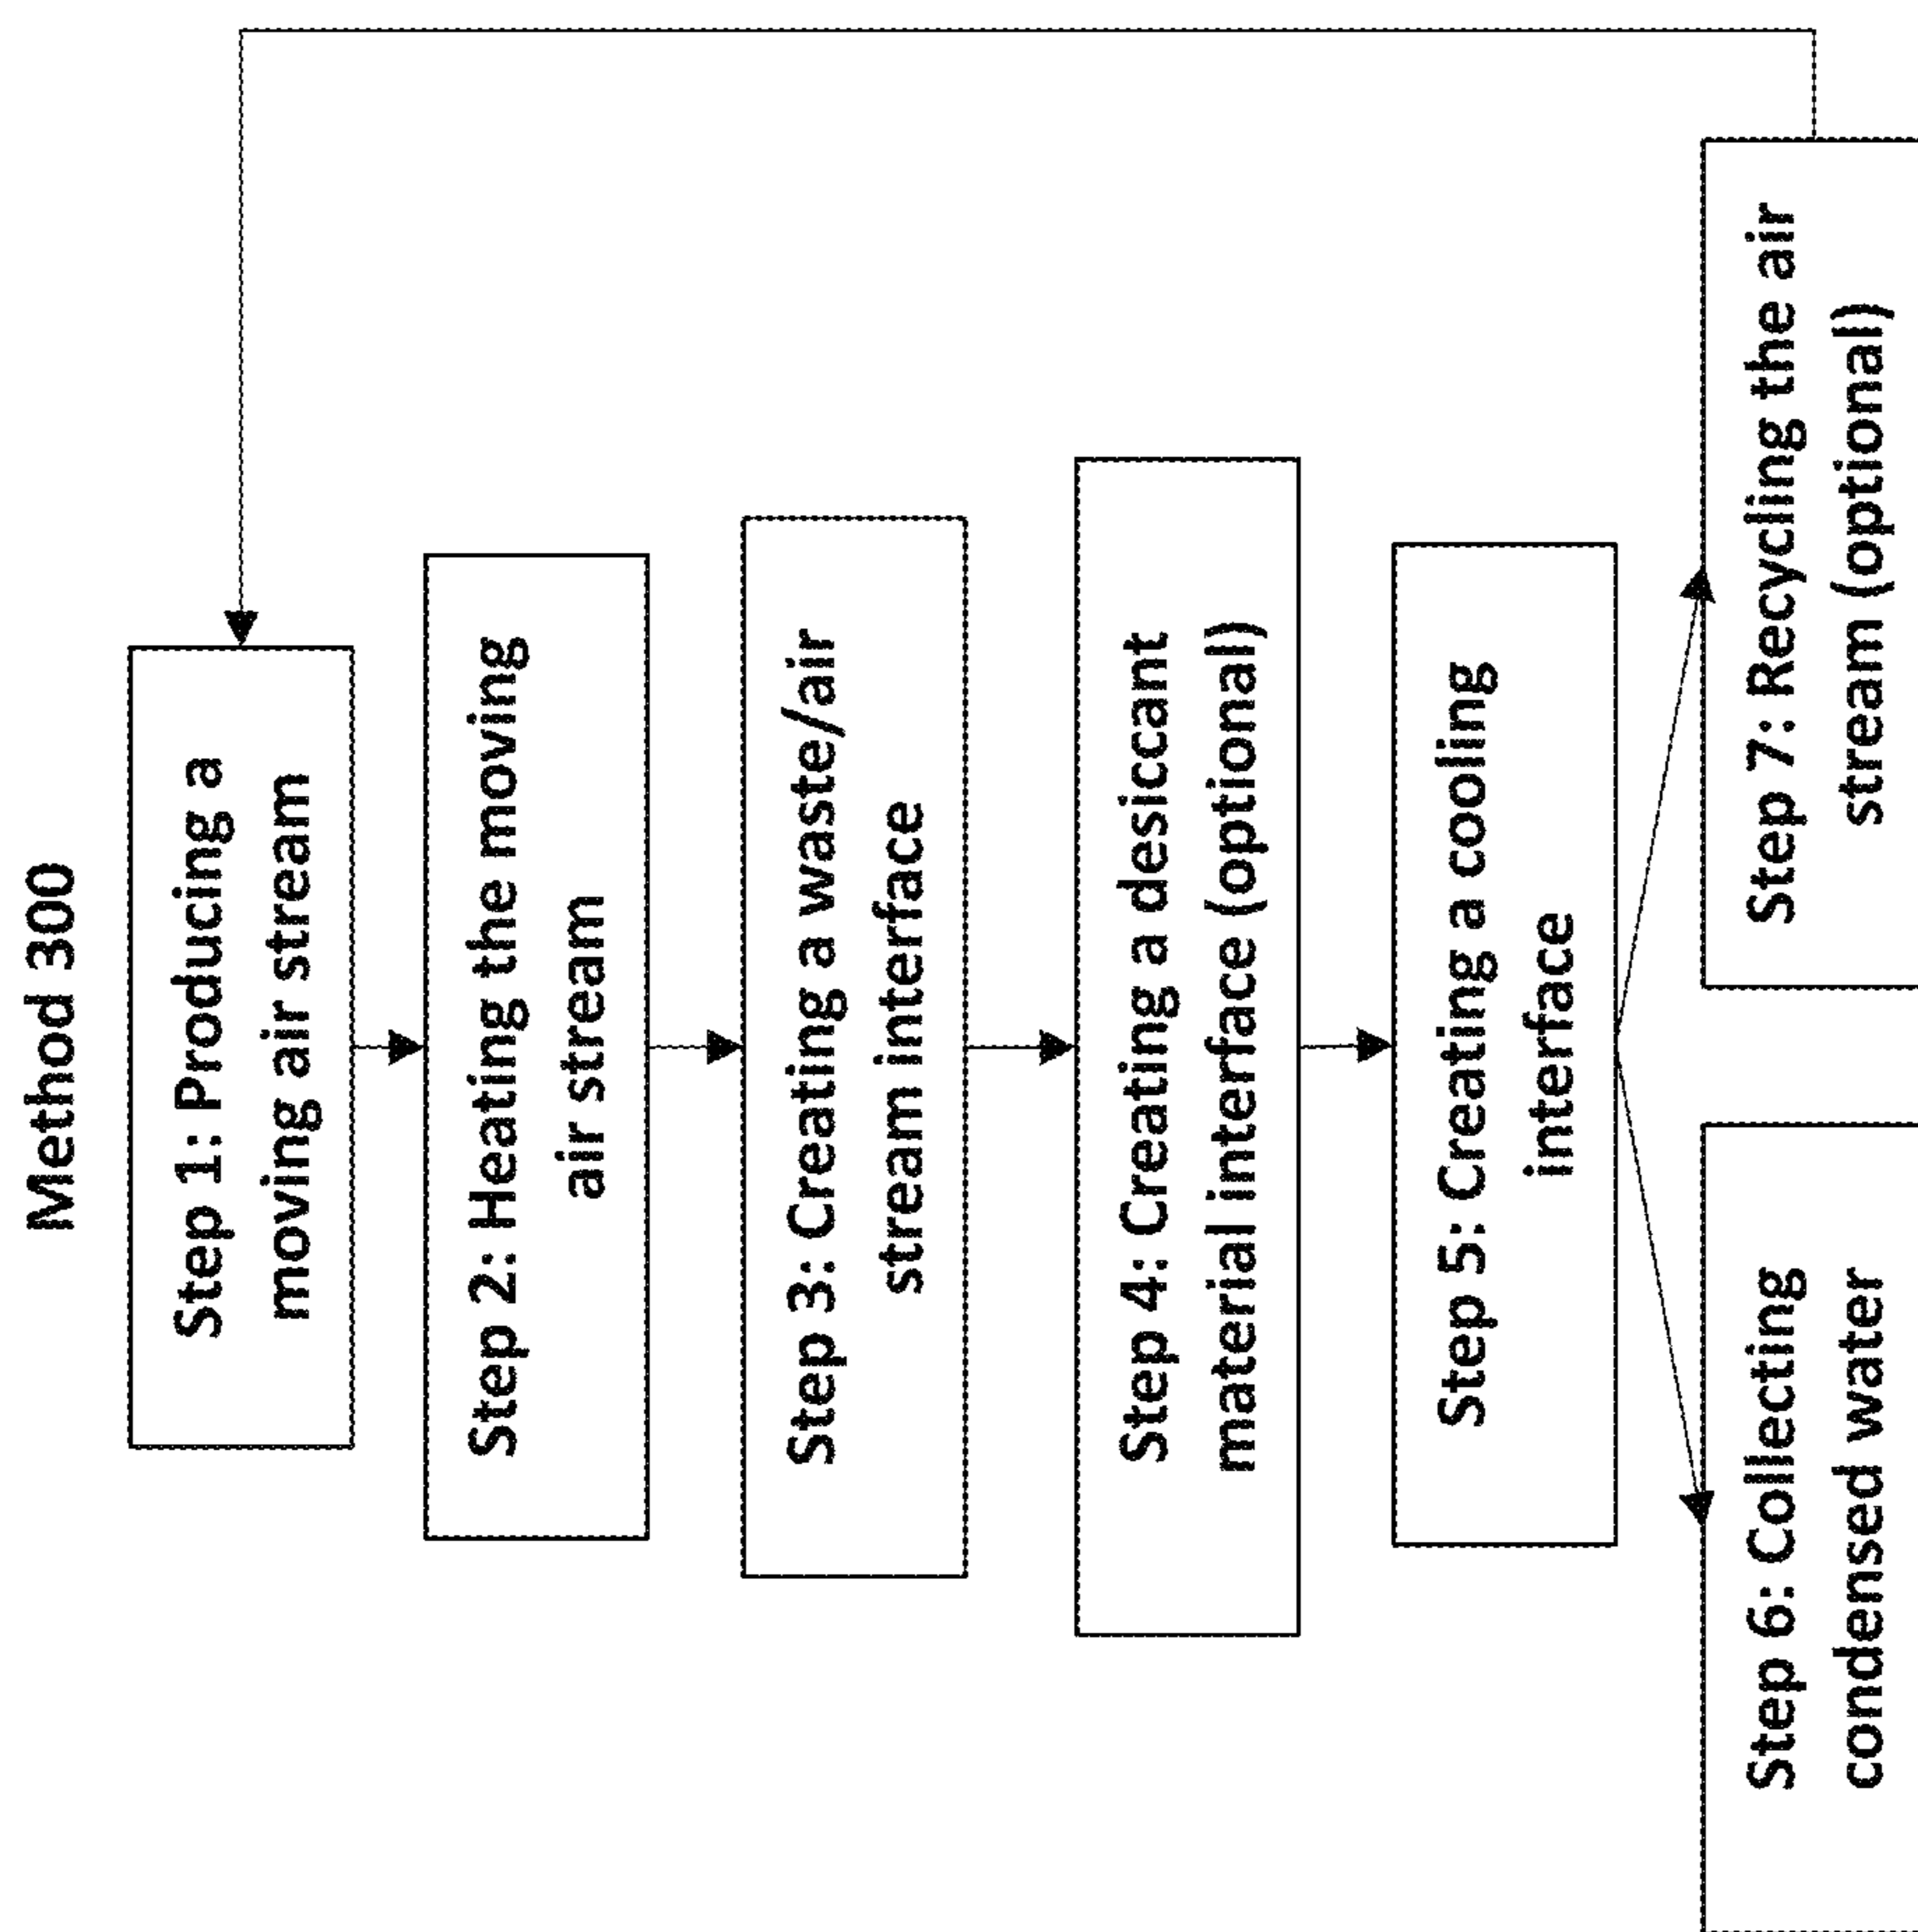 Method 300
Step 1: Producing a
moving air stream
Step 2: Heating the moving
air stream
Step 3: Creating a waste/air
stream interface
Step 4: Creating a desiccant
material interface (optional)
Step 5: Creating a cooling
interface
Step 6: Collecting
condensed water
Step 7: Recycling the air
stream (optional)